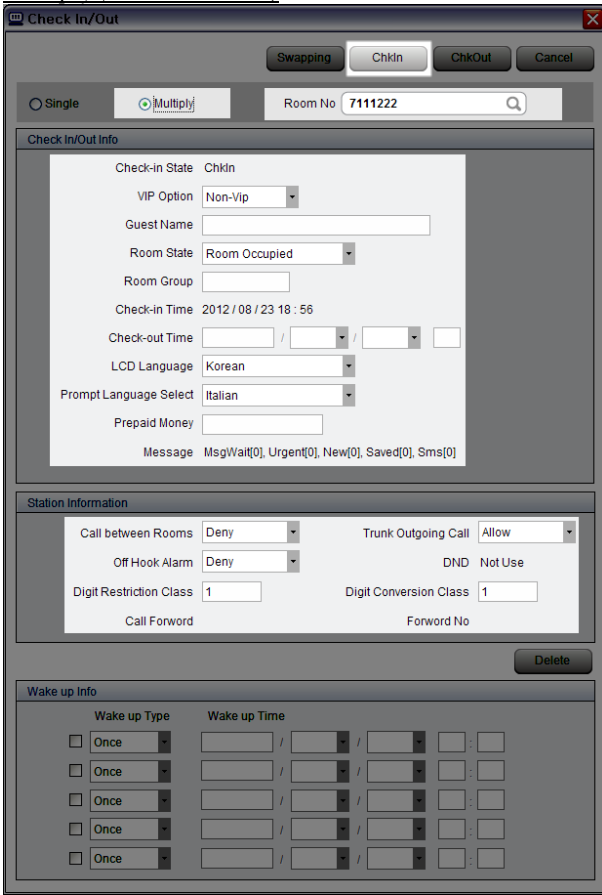 Check In/Out
Swapping ChkIn ChkOut Cancel
Single Multiply Room No 7111222
Check In/Out Info
Check-in State ChkIn
VIP Option Non-Vip
Guest Name
Room State Room Occupied
Room Group
Check-in Time 2012 / 08 / 23 18 : 56
Check-out Time / /
LCD Language Korean
Prompt Language Select Italian
Prepaid Money
Message MsgWait[0], Urgent[0], New[0], Saved[0], Sms[0]
Station Information
Call between Rooms Deny Trunk Outgoing Call Allow
Off Hook Alarm Deny DND Not Use
Digit Restriction Class 1 Digit Conversion Class 1
Call Forword Forword No
Delete
Wake up Info
Wake up Type Wake up Time
Once / / :
Once / / :
Once / / :
Once / / :
Once / / :